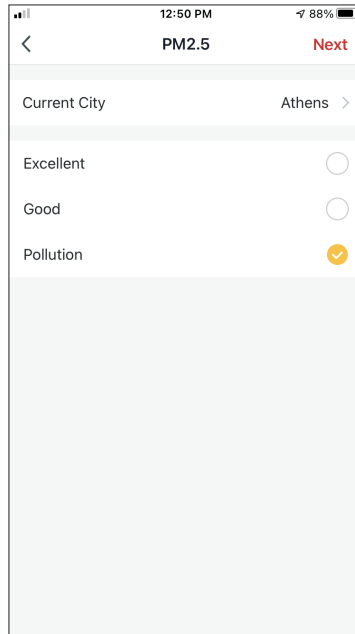 12:50 PM 88%
PM2.5 Next
Current City Athens
Excellent
Good
Pollution